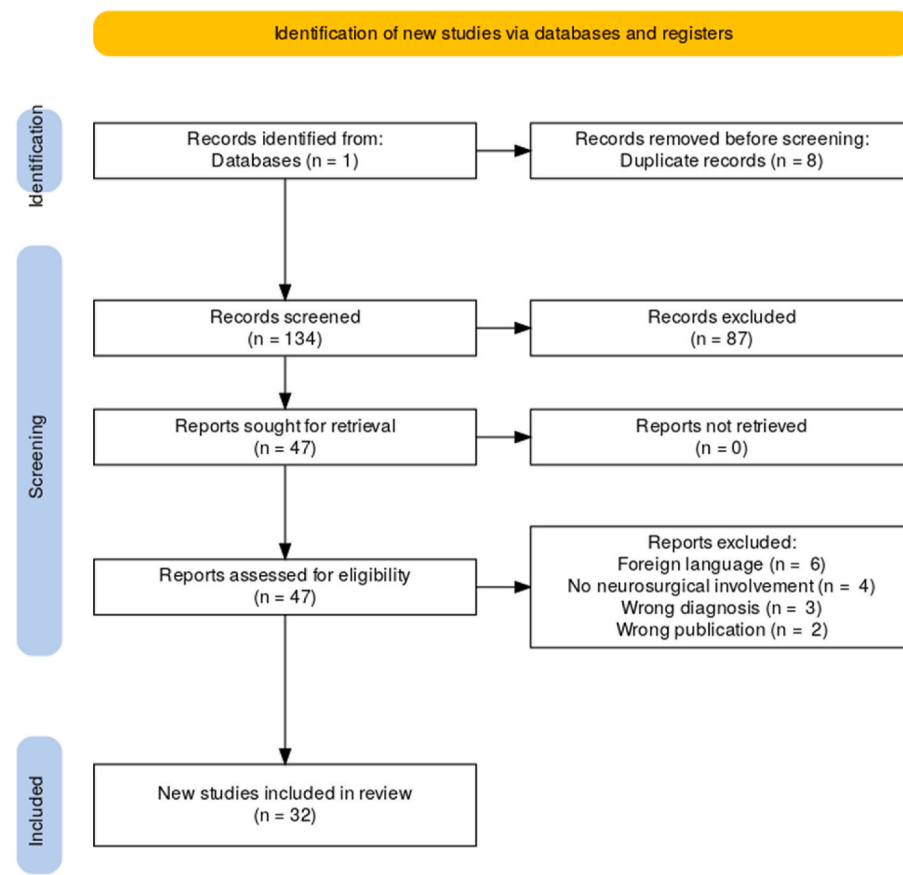 Identification of new studies via databases and registers
Identification
Records identified from:
Databases (n = 1)
Records removed before screening:
Duplicate records (n = 8)
Screening
Records screened
(n = 134)
Records excluded
(n = 87)
Reports sought for retrieval
(n = 47)
Reports not retrieved
(n = 0)
Reports assessed for eligibility
(n = 47)
Reports excluded:
Foreign language (n = 6)
No neurosurgical involvement (n = 4)
Wrong diagnosis (n = 3)
Wrong publication (n = 2)
Included
New studies included in review
(n = 32)